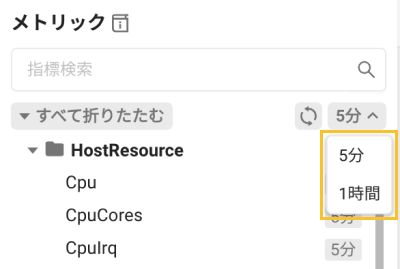 メトリック
指標検索
すべて折りたたむ
5分
HostResource
5分
Cpu
1時間
CpuCores
5分
CpuIrq
5分